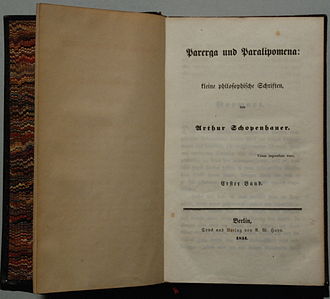 Parerga und Paralipomena:
kleine philosophische Schriften,
von
Arthur Schopenhauer.
Vitam impendere vero.
Erster Band.
Berlin,
Druck und Verlag von A. W. Hayn.
1851.